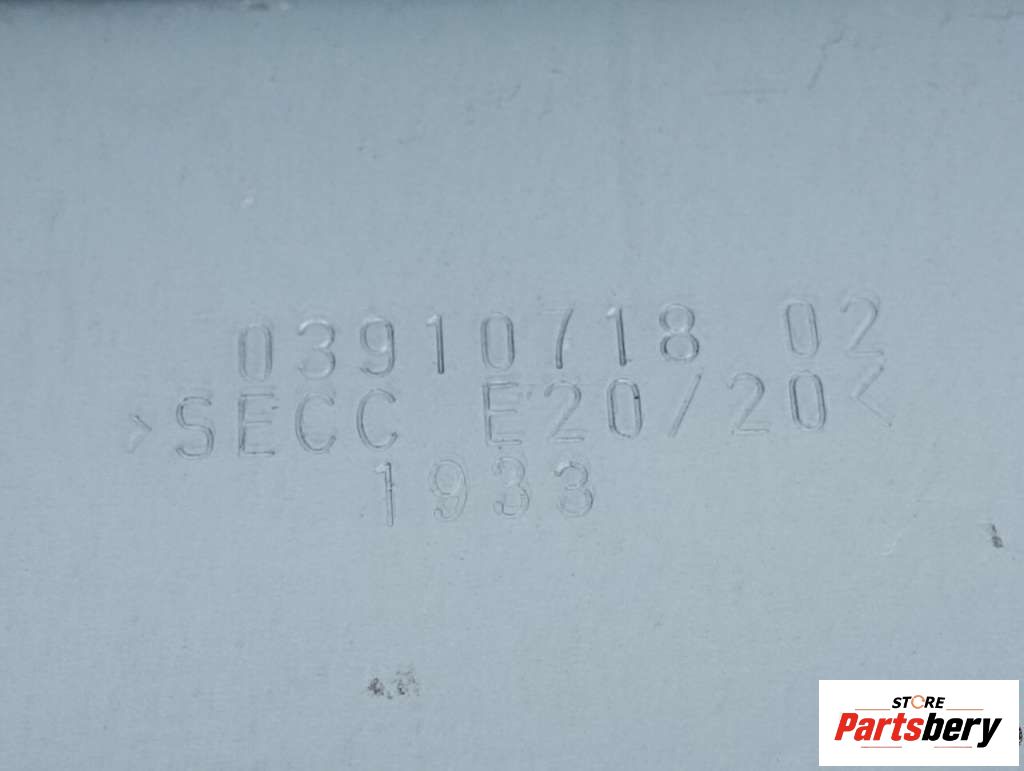 03910718 02
>SECC E20/20<
1933
STORE
Partsbery